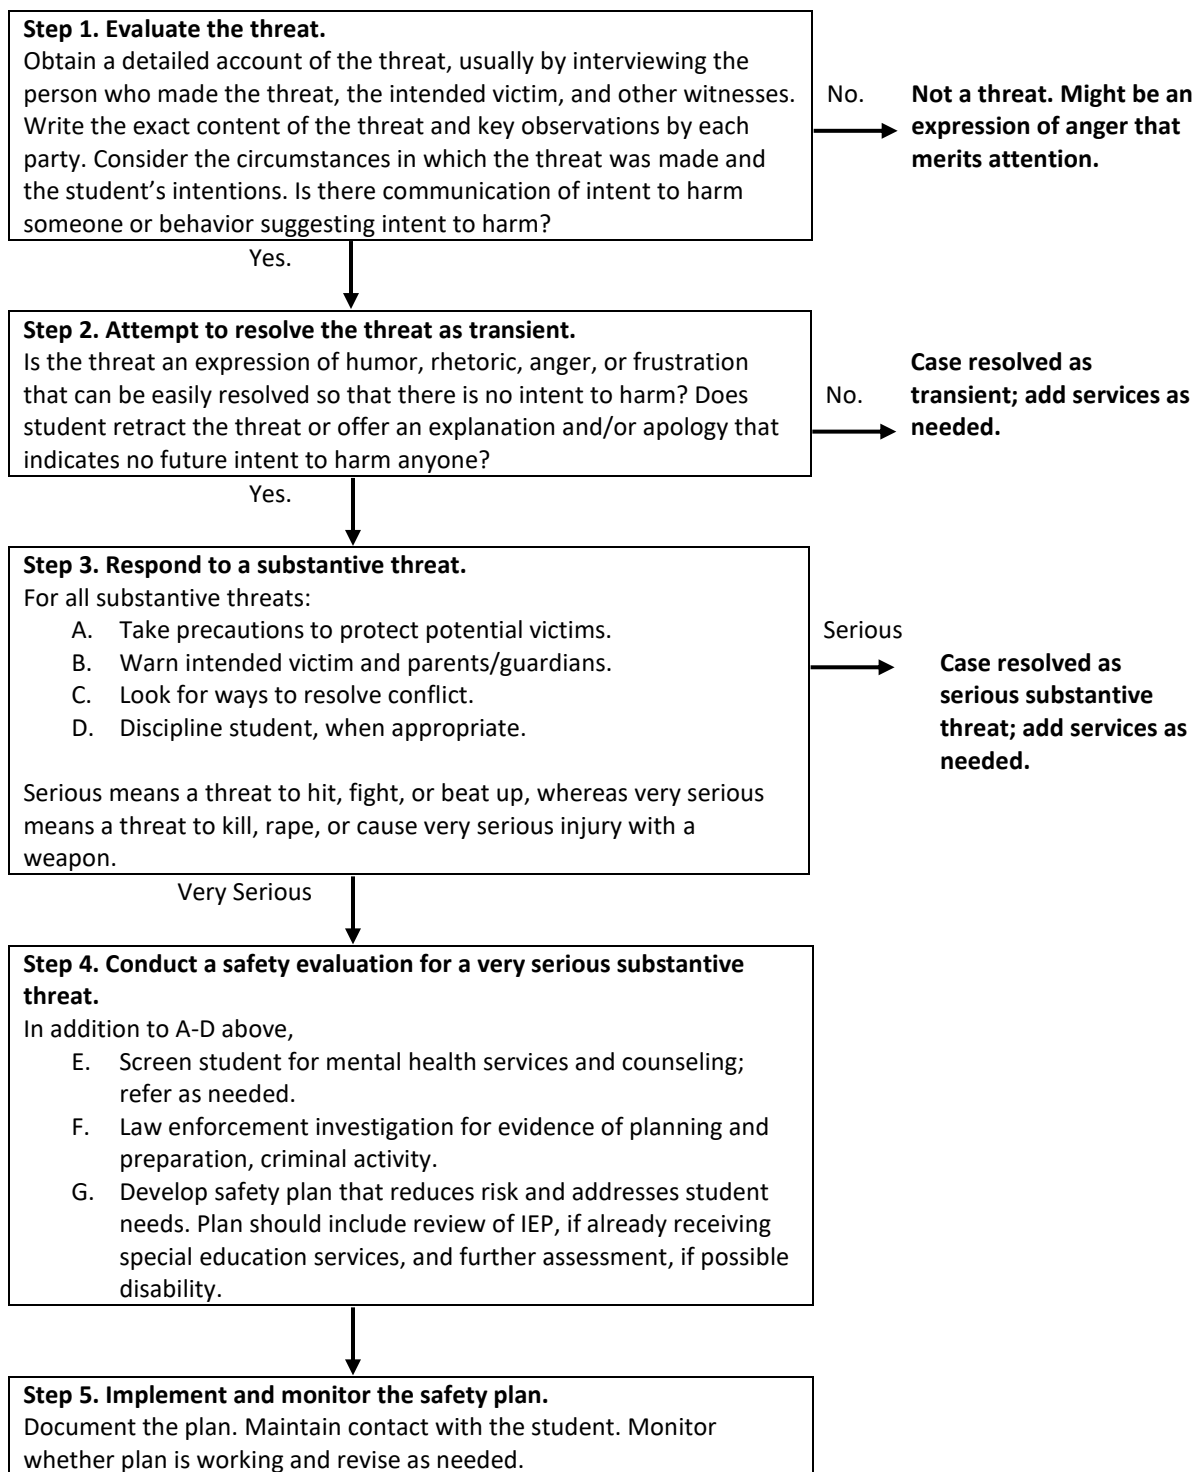 Step 1. Evaluate the threat.
Obtain a detailed account of the threat, usually by interviewing the
person who made the threat, the intended victim, and other witnesses.
Write the exact content of the threat and key observations by each
party. Consider the circumstances in which the threat was made and
the student’s intentions. Is there communication of intent to harm
someone or behavior suggesting intent to harm?
No.
Not a threat. Might be an
expression of anger that
merits attention.
Yes.
Step 2. Attempt to resolve the threat as transient.
Is the threat an expression of humor, rhetoric, anger, or frustration
that can be easily resolved so that there is no intent to harm? Does
student retract the threat or offer an explanation and/or apology that
indicates no future intent to harm anyone?
No.
Case resolved as
transient; add services as
needed.
Yes.
Step 3. Respond to a substantive threat.
For all substantive threats:
A. Take precautions to protect potential victims.
B. Warn intended victim and parents/guardians.
C. Look for ways to resolve conflict.
D. Discipline student, when appropriate.
Serious means a threat to hit, fight, or beat up, whereas very serious
means a threat to kill, rape, or cause very serious injury with a
weapon.
Serious
Case resolved as
serious substantive
threat; add services as
needed.
Very Serious
Step 4. Conduct a safety evaluation for a very serious substantive
threat.
In addition to A-D above,
E. Screen student for mental health services and counseling;
refer as needed.
F. Law enforcement investigation for evidence of planning and
preparation, criminal activity.
G. Develop safety plan that reduces risk and addresses student
needs. Plan should include review of IEP, if already receiving
special education services, and further assessment, if possible
disability.
Step 5. Implement and monitor the safety plan.
Document the plan. Maintain contact with the student. Monitor
whether plan is working and revise as needed.